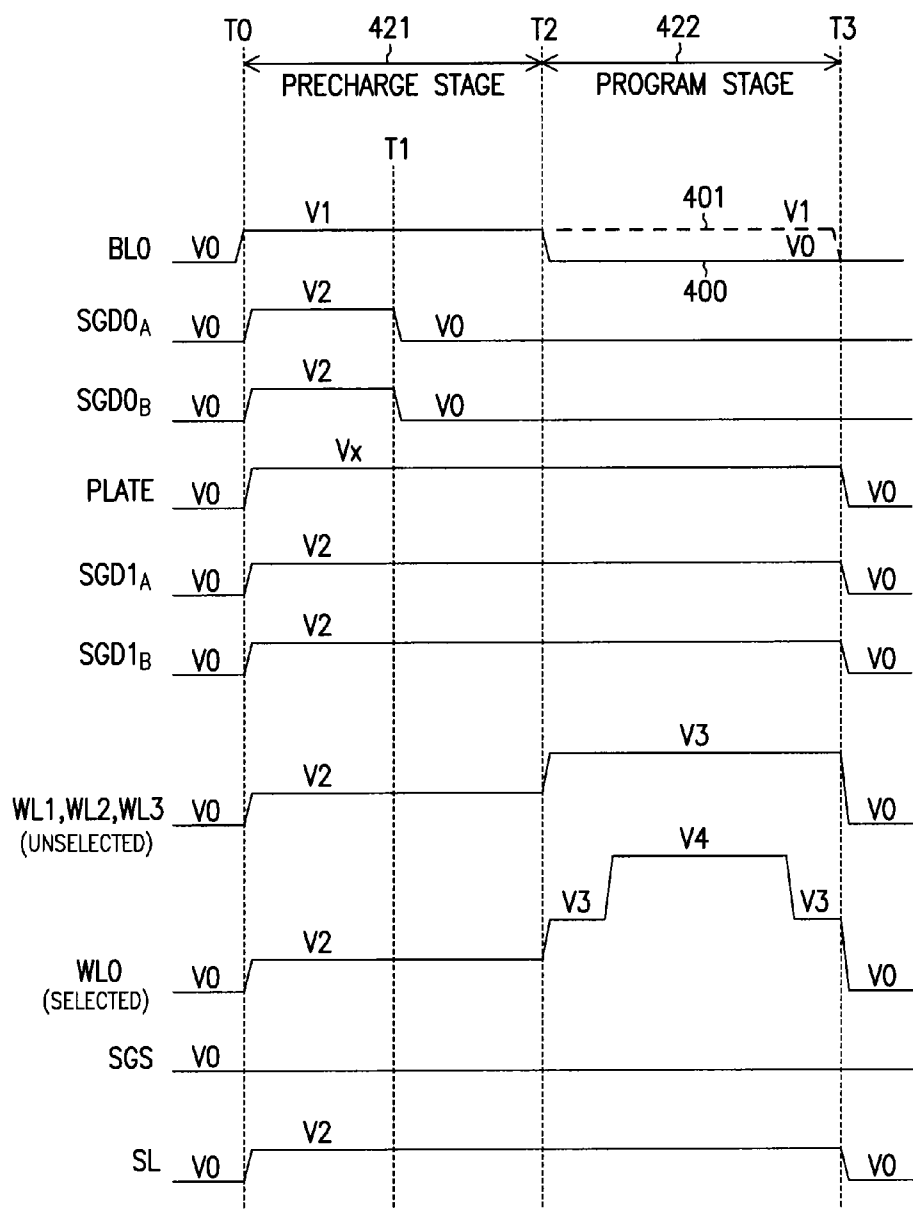 T0 421 T2 422 T3
PRECHARGE STAGE PROGRAM STAGE
T1
BL0 V0 V1 401 V1
V0
400
SGD0A V0 V2 V0
SGD0B V0 V2 V0
PLATE V0 Vx V0
SGD1A V0 V2 V0
SGD1B V0 V2 V0
WL1,WL2,WL3 V0 V2 V3 V0
(UNSELECTED)
WL0 V0 V2 V3 V4 V3 V0
(SELECTED)
SGS V0
SL V0 V2 V0